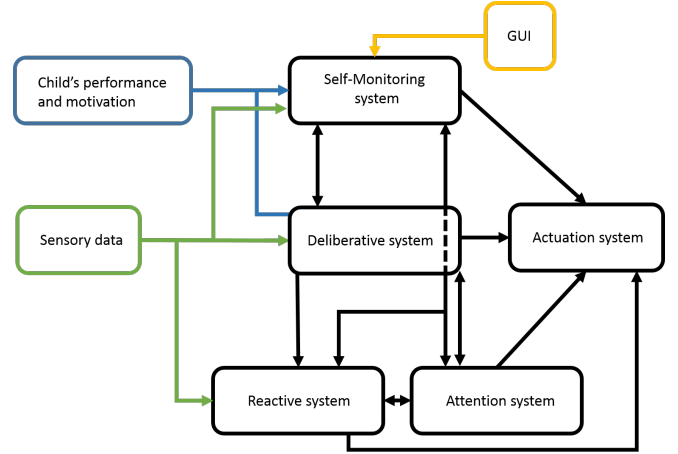 GUI
Child’s performance
and motivation
Self-Monitoring
system
Sensory data
Deliberative system
Actuation system
Reactive system
Attention system